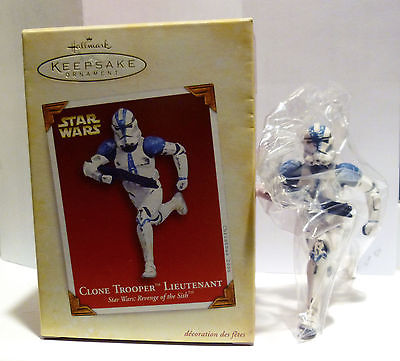 Hallmark
KEEPSAKE
ORNAMENT
STAR
WARS
CLONE TROOPER™ LIEUTENANT
Star Wars: Revenge of the Sith™
décoration des fêtes